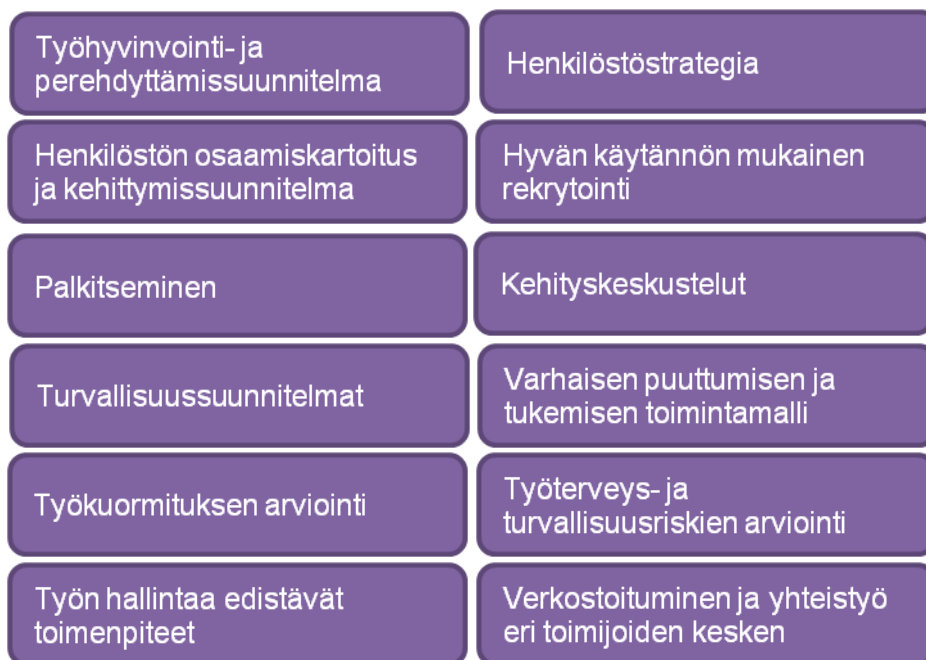 Työhyvinvointi- ja
perehdyttämissuunnitelma
Henkilöstöstrategia
Henkilöstön osaamiskartoitus
ja kehittymissuunnitelma
Hyvän käytännön mukainen
rekrytointi
Palkitseminen
Kehityskeskustelut
Turvallisuussuunnitelmat
Varhaisen puuttumisen ja
tukemisen toimintamalli
Työkuormituksen arviointi
Työterveys- ja
turvallisuusriskien arviointi
Työn hallintaa edistävät
toimenpiteet
Verkostoituminen ja yhteistyö
eri toimijoiden kesken